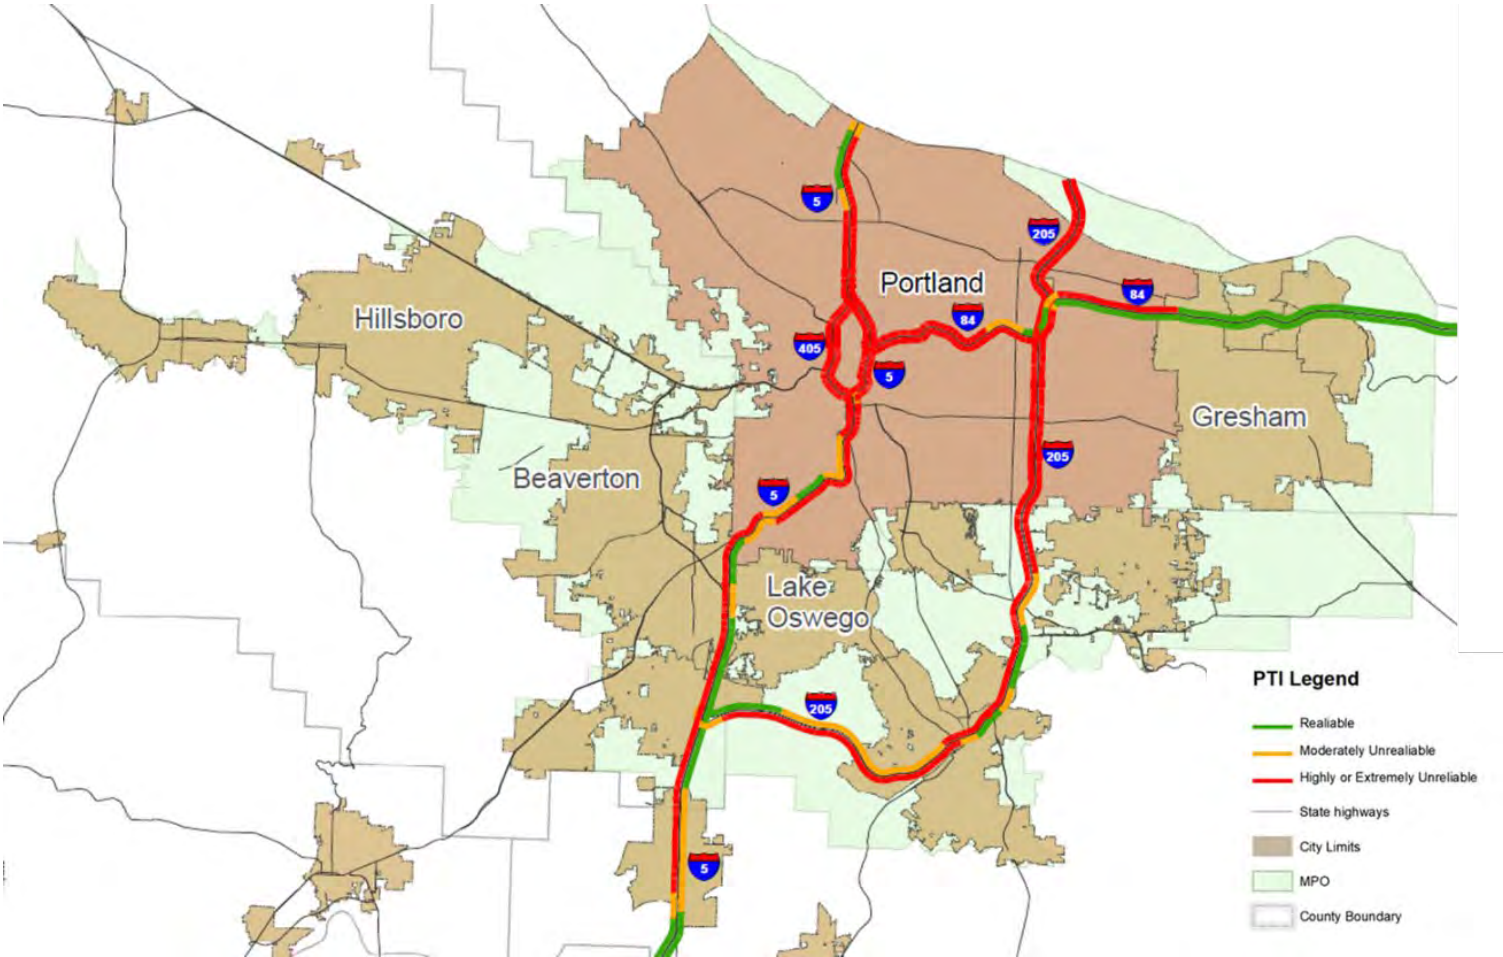 5
205
Portland
84
84
Hillsboro
405
5
Gresham
205
Beaverton
5
Lake
Oswego
205
5
PTI Legend
Realiable
Moderately Unrealiable
Highly or Extremely Unreliable
State highways
City Limits
MPO
County Boundary